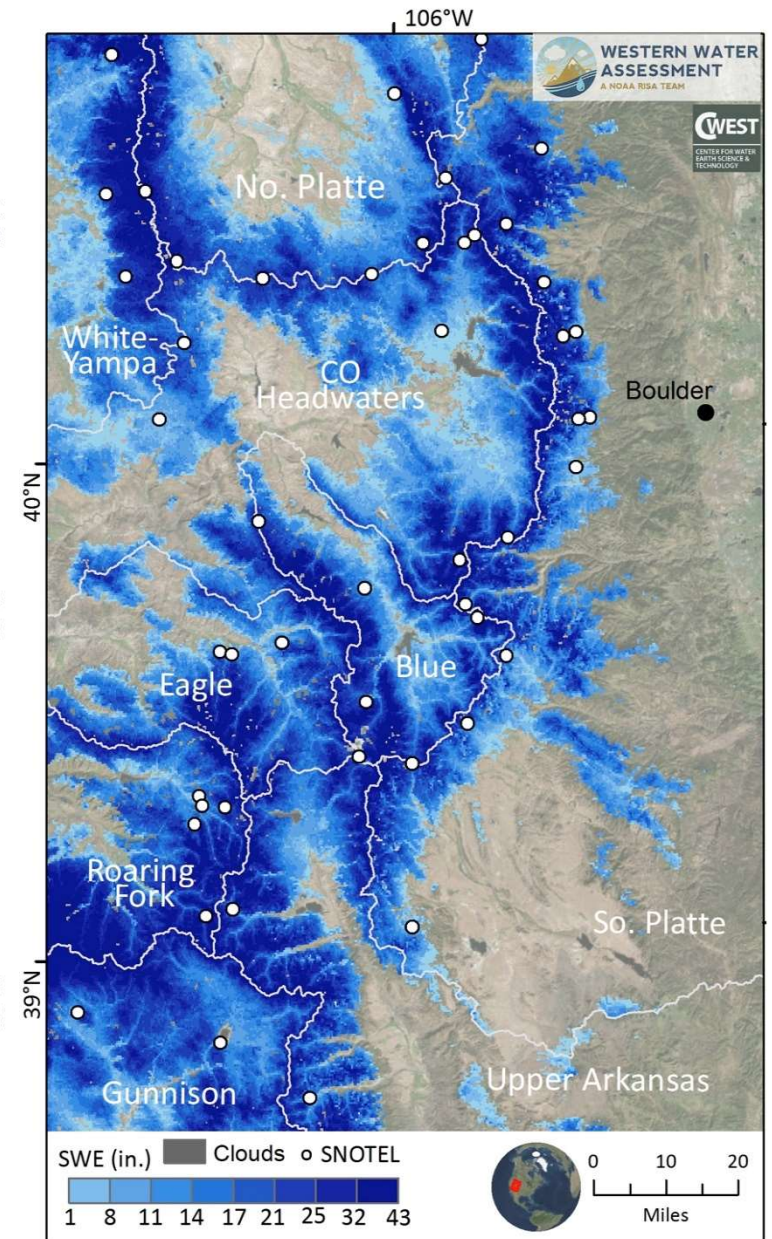 106°W
WESTERN WATER
ASSESSMENT
A NOAA RISA TEAM
CWEST
CENTER FOR WATER
EARTH SCIENCE &
TECHNOLOGY
No. Platte
White-
Yampa
CO
Headwaters
Boulder
40°N
Blue
Eagle
Roaring
Fork
So. Platte
39°N
Gunnison
Upper Arkansas
SWE (in.)
Clouds
SNOTEL
1 8 11 14 17 21 25 32 43
0 10 20
Miles